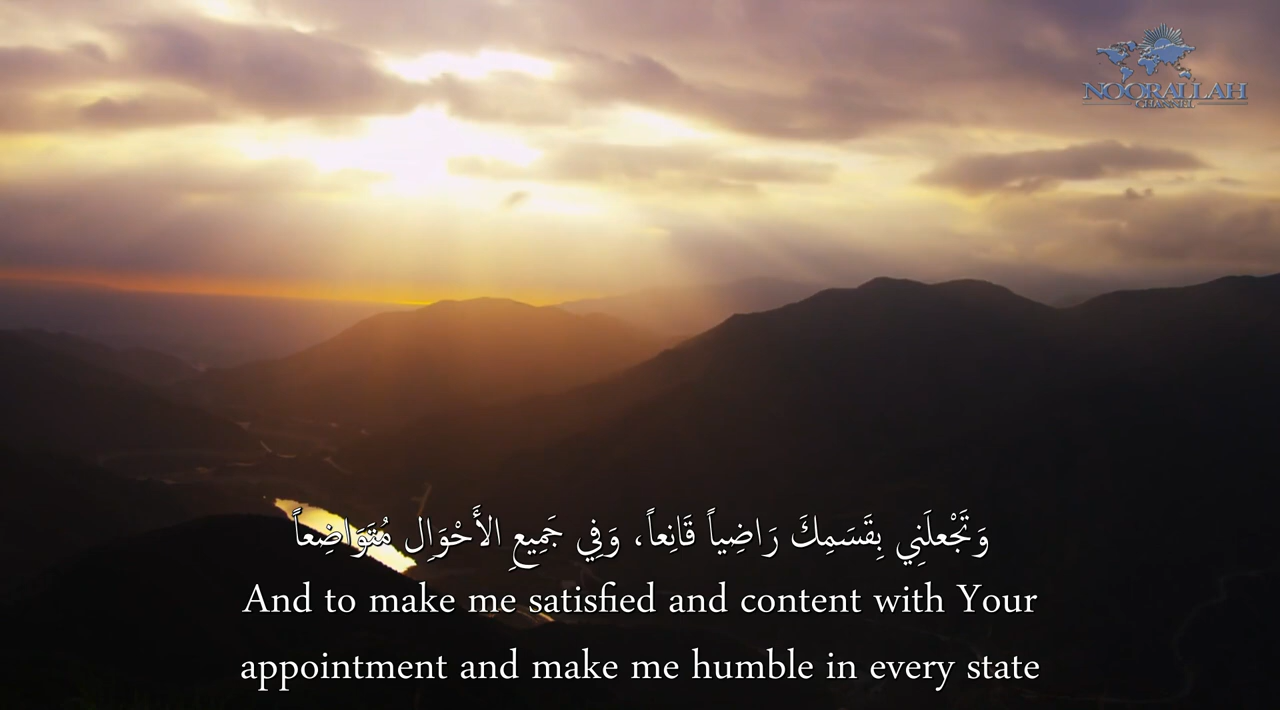 NOORALLAH
CHANNEL
وَتَجْعلَنِي بِقَسَمِكَ رَاضِياً قَانِعاً، وَفِي جَمِيعِ الأَحْوَالِ مُتَوَاضِعاً
And to make me satisfied and content with Your
appointment and make me humble in every state